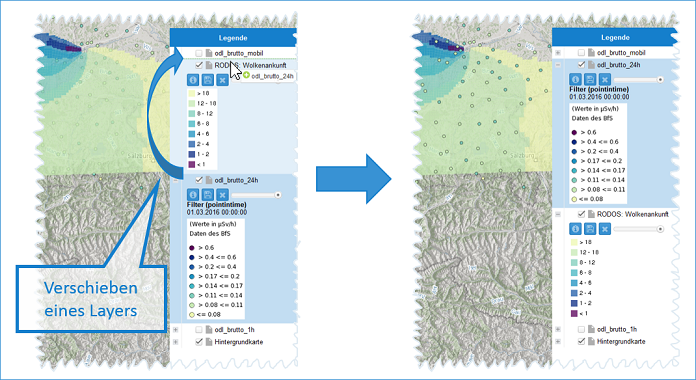 Legende
odl_brutto_mobil
RODOS: Wolkenankunft
odl_brutto_24h
> 18
12 - 18
8 - 12
6 - 8
4 - 6
2 - 4
1 - 2
< 1
odl_brutto_24h
Filter (pointintime)
01.03.2016 00:00:00
(Werte in µSv/h)
Daten des BfS
> 0.6
> 0.4 <= 0.6
> 0.2 <= 0.4
> 0.17 <= 0.2
> 0.14 <= 0.17
> 0.11 <= 0.14
> 0.08 <= 0.11
<= 0.08
odl_brutto_1h
Hintergrundkarte
Verschieben
eines Layers
Legende
odl_brutto_mobil
odl_brutto_24h
Filter (pointintime)
01.03.2016 00:00:00
(Werte in µSv/h)
Daten des BfS
> 0.6
> 0.4 <= 0.6
> 0.2 <= 0.4
> 0.17 <= 0.2
> 0.14 <= 0.17
> 0.11 <= 0.14
> 0.08 <= 0.11
<= 0.08
RODOS: Wolkenankunft
> 18
12 - 18
8 - 12
6 - 8
4 - 6
2 - 4
1 - 2
< 1
odl_brutto_1h
Hintergrundkarte